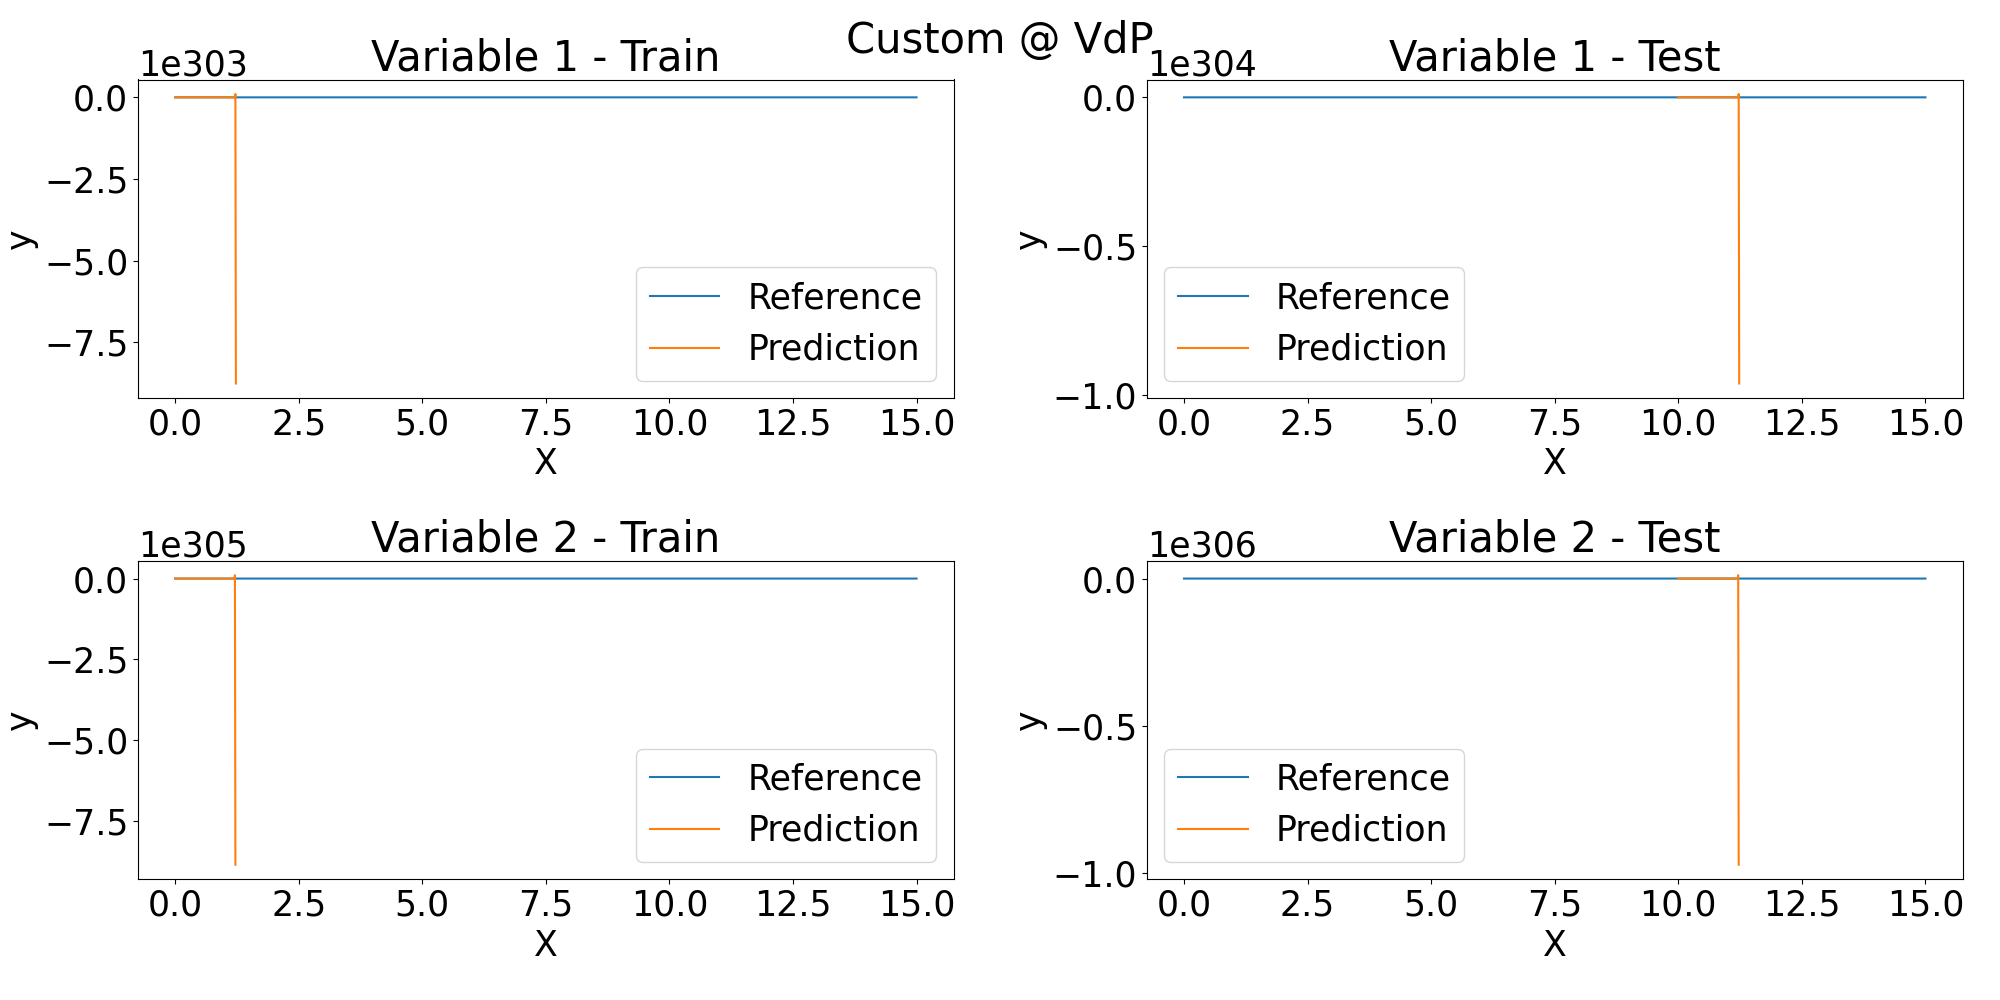 Custom @ VdP
Variable 1 - Train
1e303
0.0
−2.5
−5.0
−7.5
y
Reference
Prediction
0.0 2.5 5.0 7.5 10.0 12.5 15.0
X
Variable 1 - Test
1e304
0.0
−0.5
−1.0
y
Reference
Prediction
0.0 2.5 5.0 7.5 10.0 12.5 15.0
X
Variable 2 - Train
1e305
0.0
−2.5
−5.0
−7.5
y
Reference
Prediction
0.0 2.5 5.0 7.5 10.0 12.5 15.0
X
Variable 2 - Test
1e306
0.0
−0.5
−1.0
y
Reference
Prediction
0.0 2.5 5.0 7.5 10.0 12.5 15.0
X